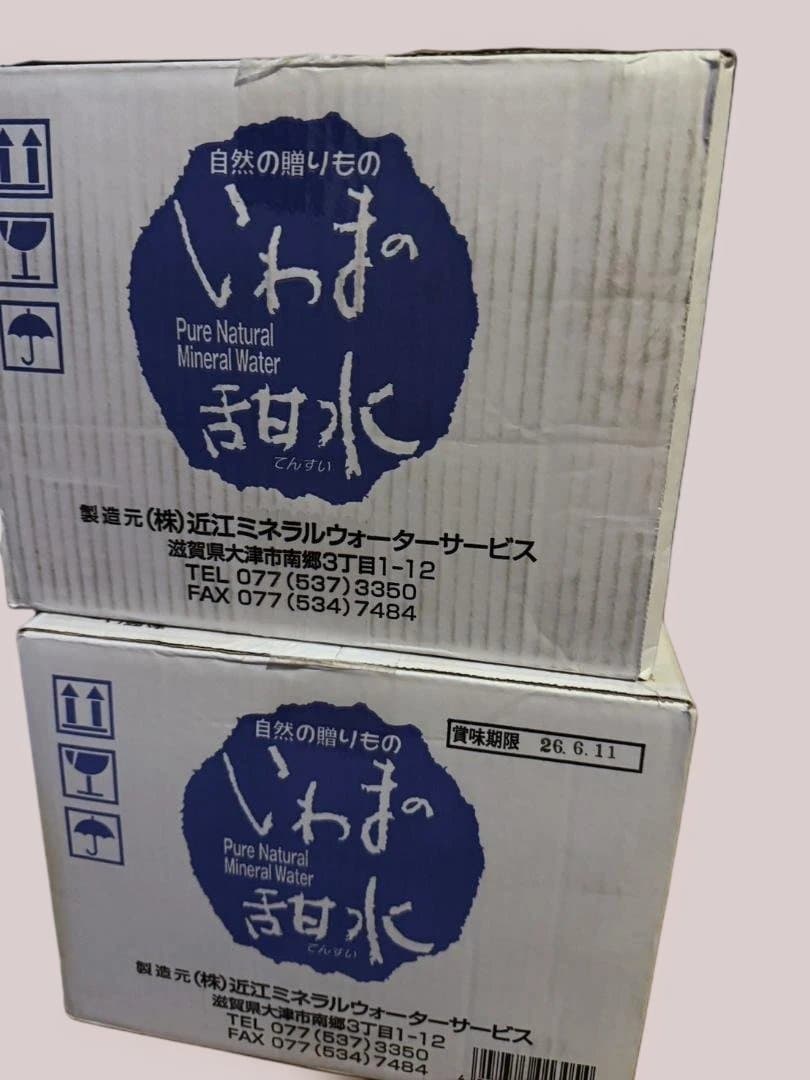 自然の贈りもの
いわまの
Pure Natural
Mineral Water
甜水
てんすい
製造元(株)近江ミネラルウォーターサービス
滋賀県大津市南郷3丁目1-12
TEL 077(537)3350
FAX 077(534)7484
自然の贈りもの
賞味期限 26.6.11
いわまの
Pure Natural
Mineral Water
甜水
てんすい
製造元(株)近江ミネラルウォーターサービス
滋賀県大津市南郷3丁目1-12
TEL 077(537)3350
FAX 077(534)7484